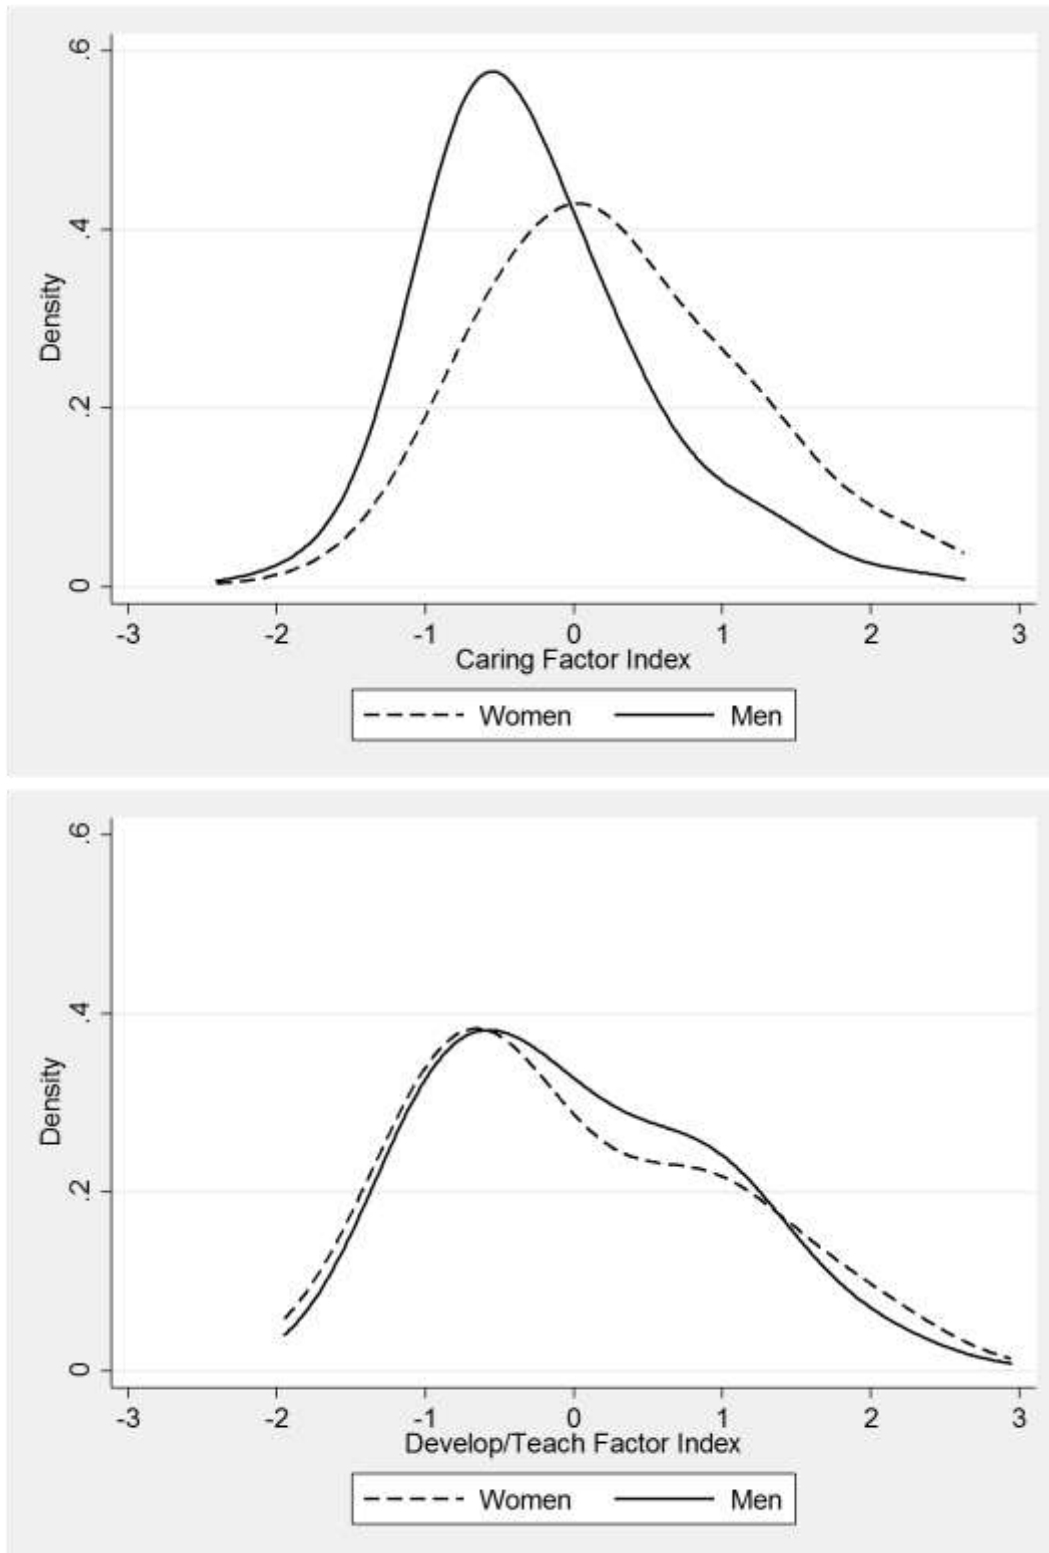 .6
.4
.2
0
Density
-3 -2 -1 0 1 2 3
Caring Factor Index
Women Men
.6
.4
.2
0
Density
-3 -2 -1 0 1 2 3
Develop/Teach Factor Index
Women Men